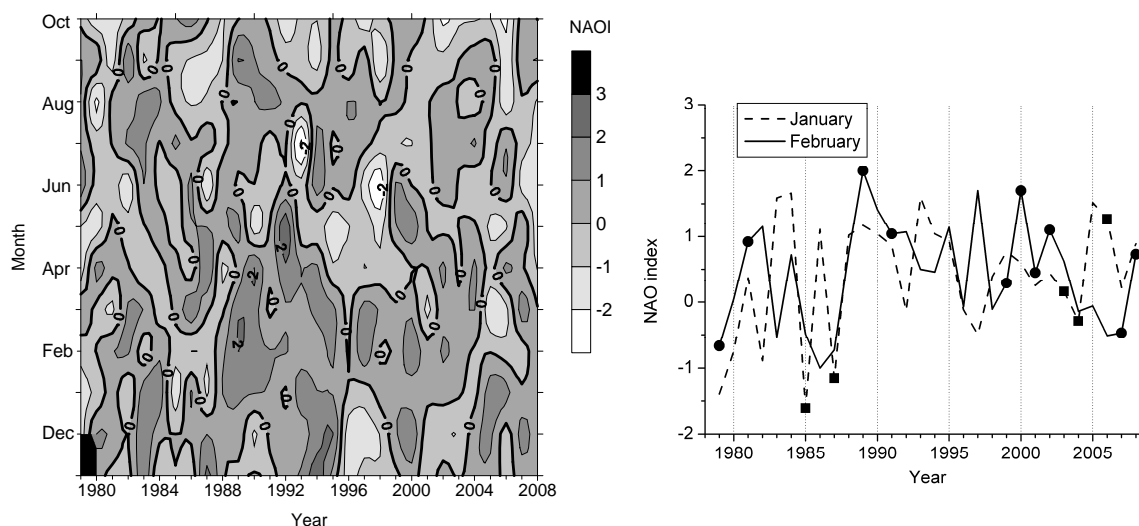 NAOI
Oct
Aug
Jun
Apr
Feb
Dec
Month
1980 1984 1988 1992 1996 2000 2004 2008
Year
3
2
1
0
-1
-2
January
February
3
2
1
0
-1
-2
NAO index
1980 1985 1990 1995 2000 2005
Year